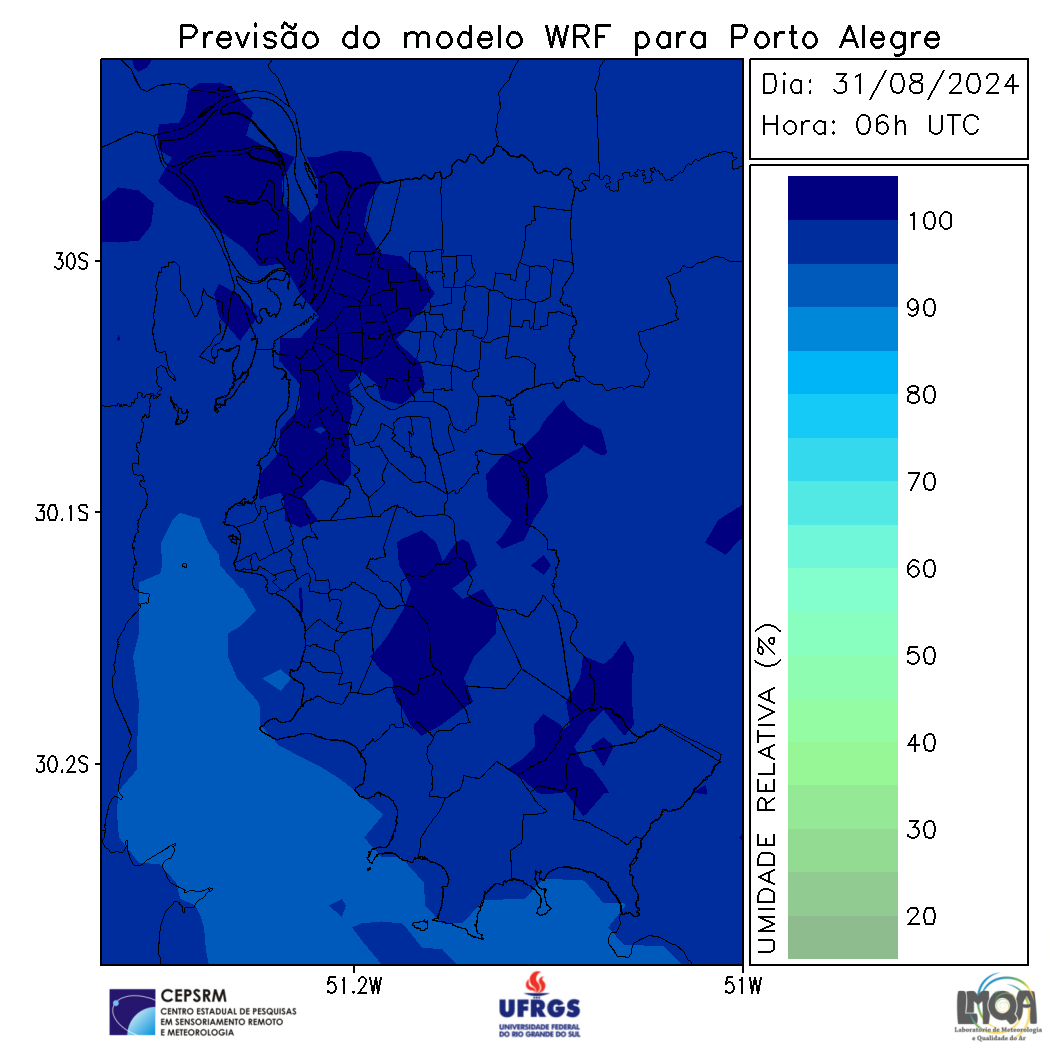 Previsão do modelo WRF para Porto Alegre
Dia: 31/08/2024
Hora: 06h UTC
30S
30.1S
30.2S
51.2W
51W
100
90
80
70
60
50
40
30
20
UMIDADE RELATIVA (%)
CEPSRM
CENTRO ESTADUAL DE PESQUISAS
EM SENSORIAMENTO REMOTO
E METEOROLOGIA
UFRGS
UNIVERSIDADE FEDERAL
DO RIO GRANDE DO SUL
LMQA
Laboratório de Meteorologia
e Qualidade do Ar